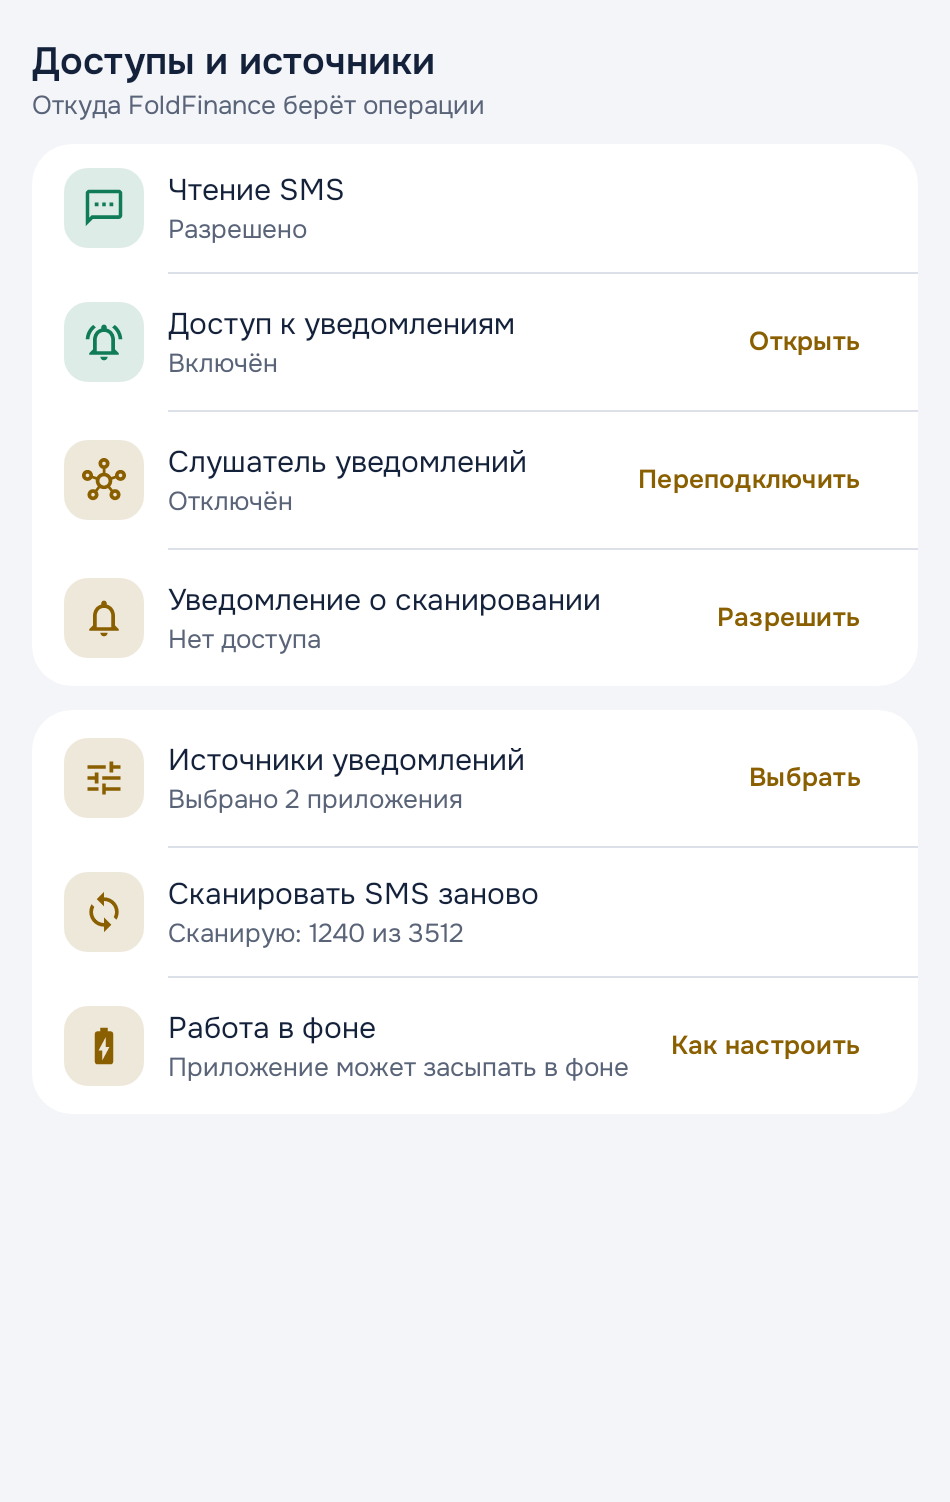 Доступы и источники
Откуда FoldFinance берёт операции
Чтение SMS
Разрешено
Доступ к уведомлениям
Включён
Открыть
Слушатель уведомлений
Отключён
Переподключить
Уведомление о сканировании
Нет доступа
Разрешить
Источники уведомлений
Выбрано 2 приложения
Выбрать
Сканировать SMS заново
Сканирую: 1240 из 3512
Работа в фоне
Приложение может засыпать в фоне
Как настроить